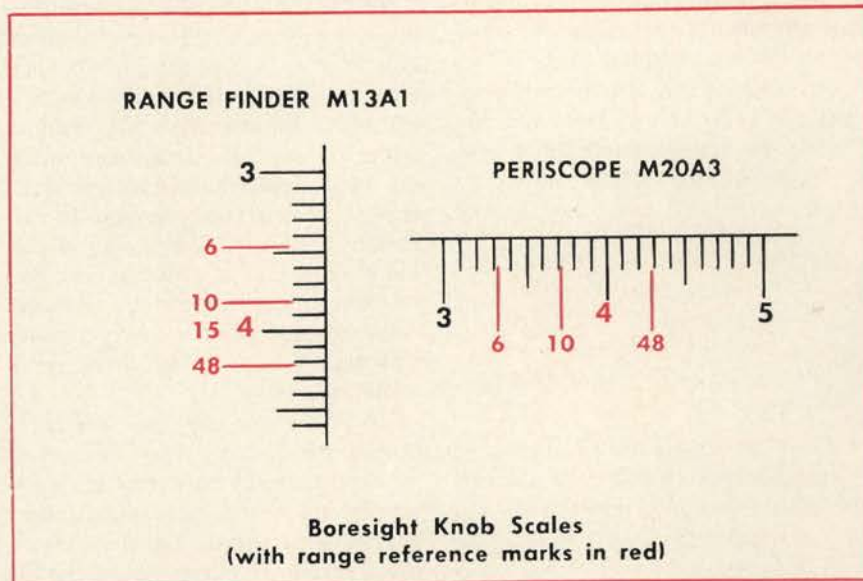 RANGE FINDER M13A1
3
6
10
15 4
48
PERISCOPE M20A3
3 4 5
6 10 48
Boresight Knob Scales
(with range reference marks in red)